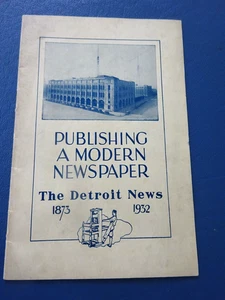 PUBLISHING
A MODERN
NEWSPAPER
The Detroit News
1873 1932